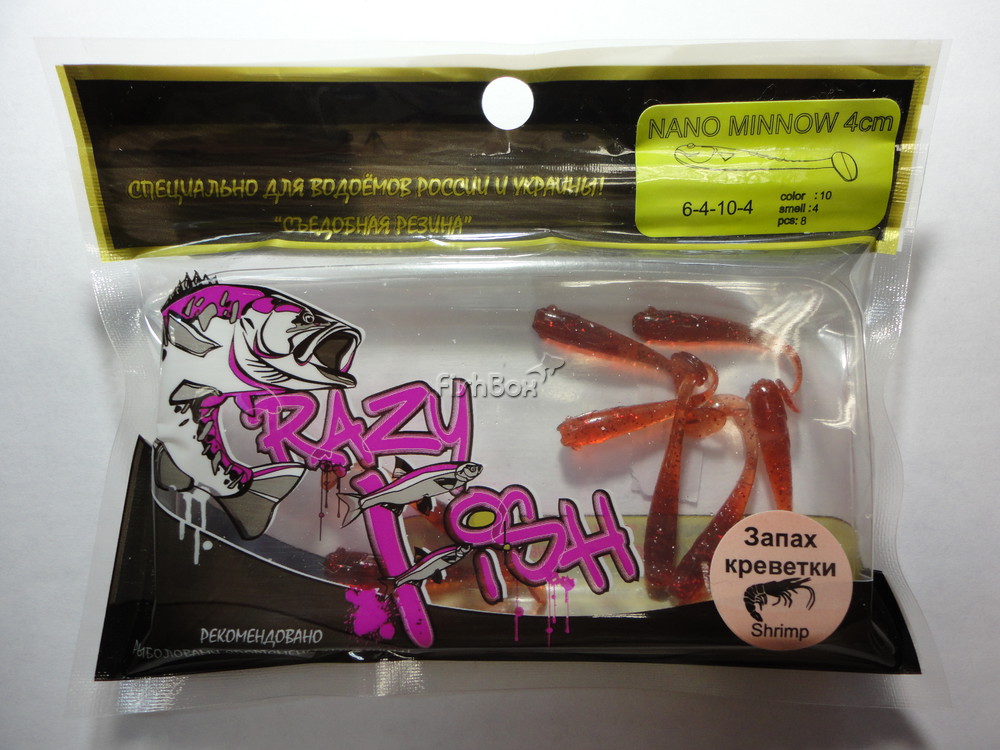 NANO MINNOW 4cm
6-4-10-4
color : 10
smell : 4
pcs: 8
СПЕЦИАЛЬНО ДЛЯ ВОДОЁМОВ РОССИИ И УКРАИНЫ!
"СЪЕДОБНАЯ РЕЗИНА"
FishBox
CRAZY
FISH
Запах
креветки
Shrimp
РЕКОМЕНДОВАНО